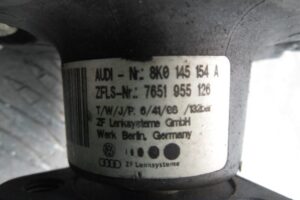 AUDI - Nr.: 8K0 145 154 A
ZFLS-Nr.: 7651 955 126
T/W/J/P. 6/41/08 /132bar
ZF Lenksysteme GmbH
Werk Berlin, Germany
ZF Lenksysteme